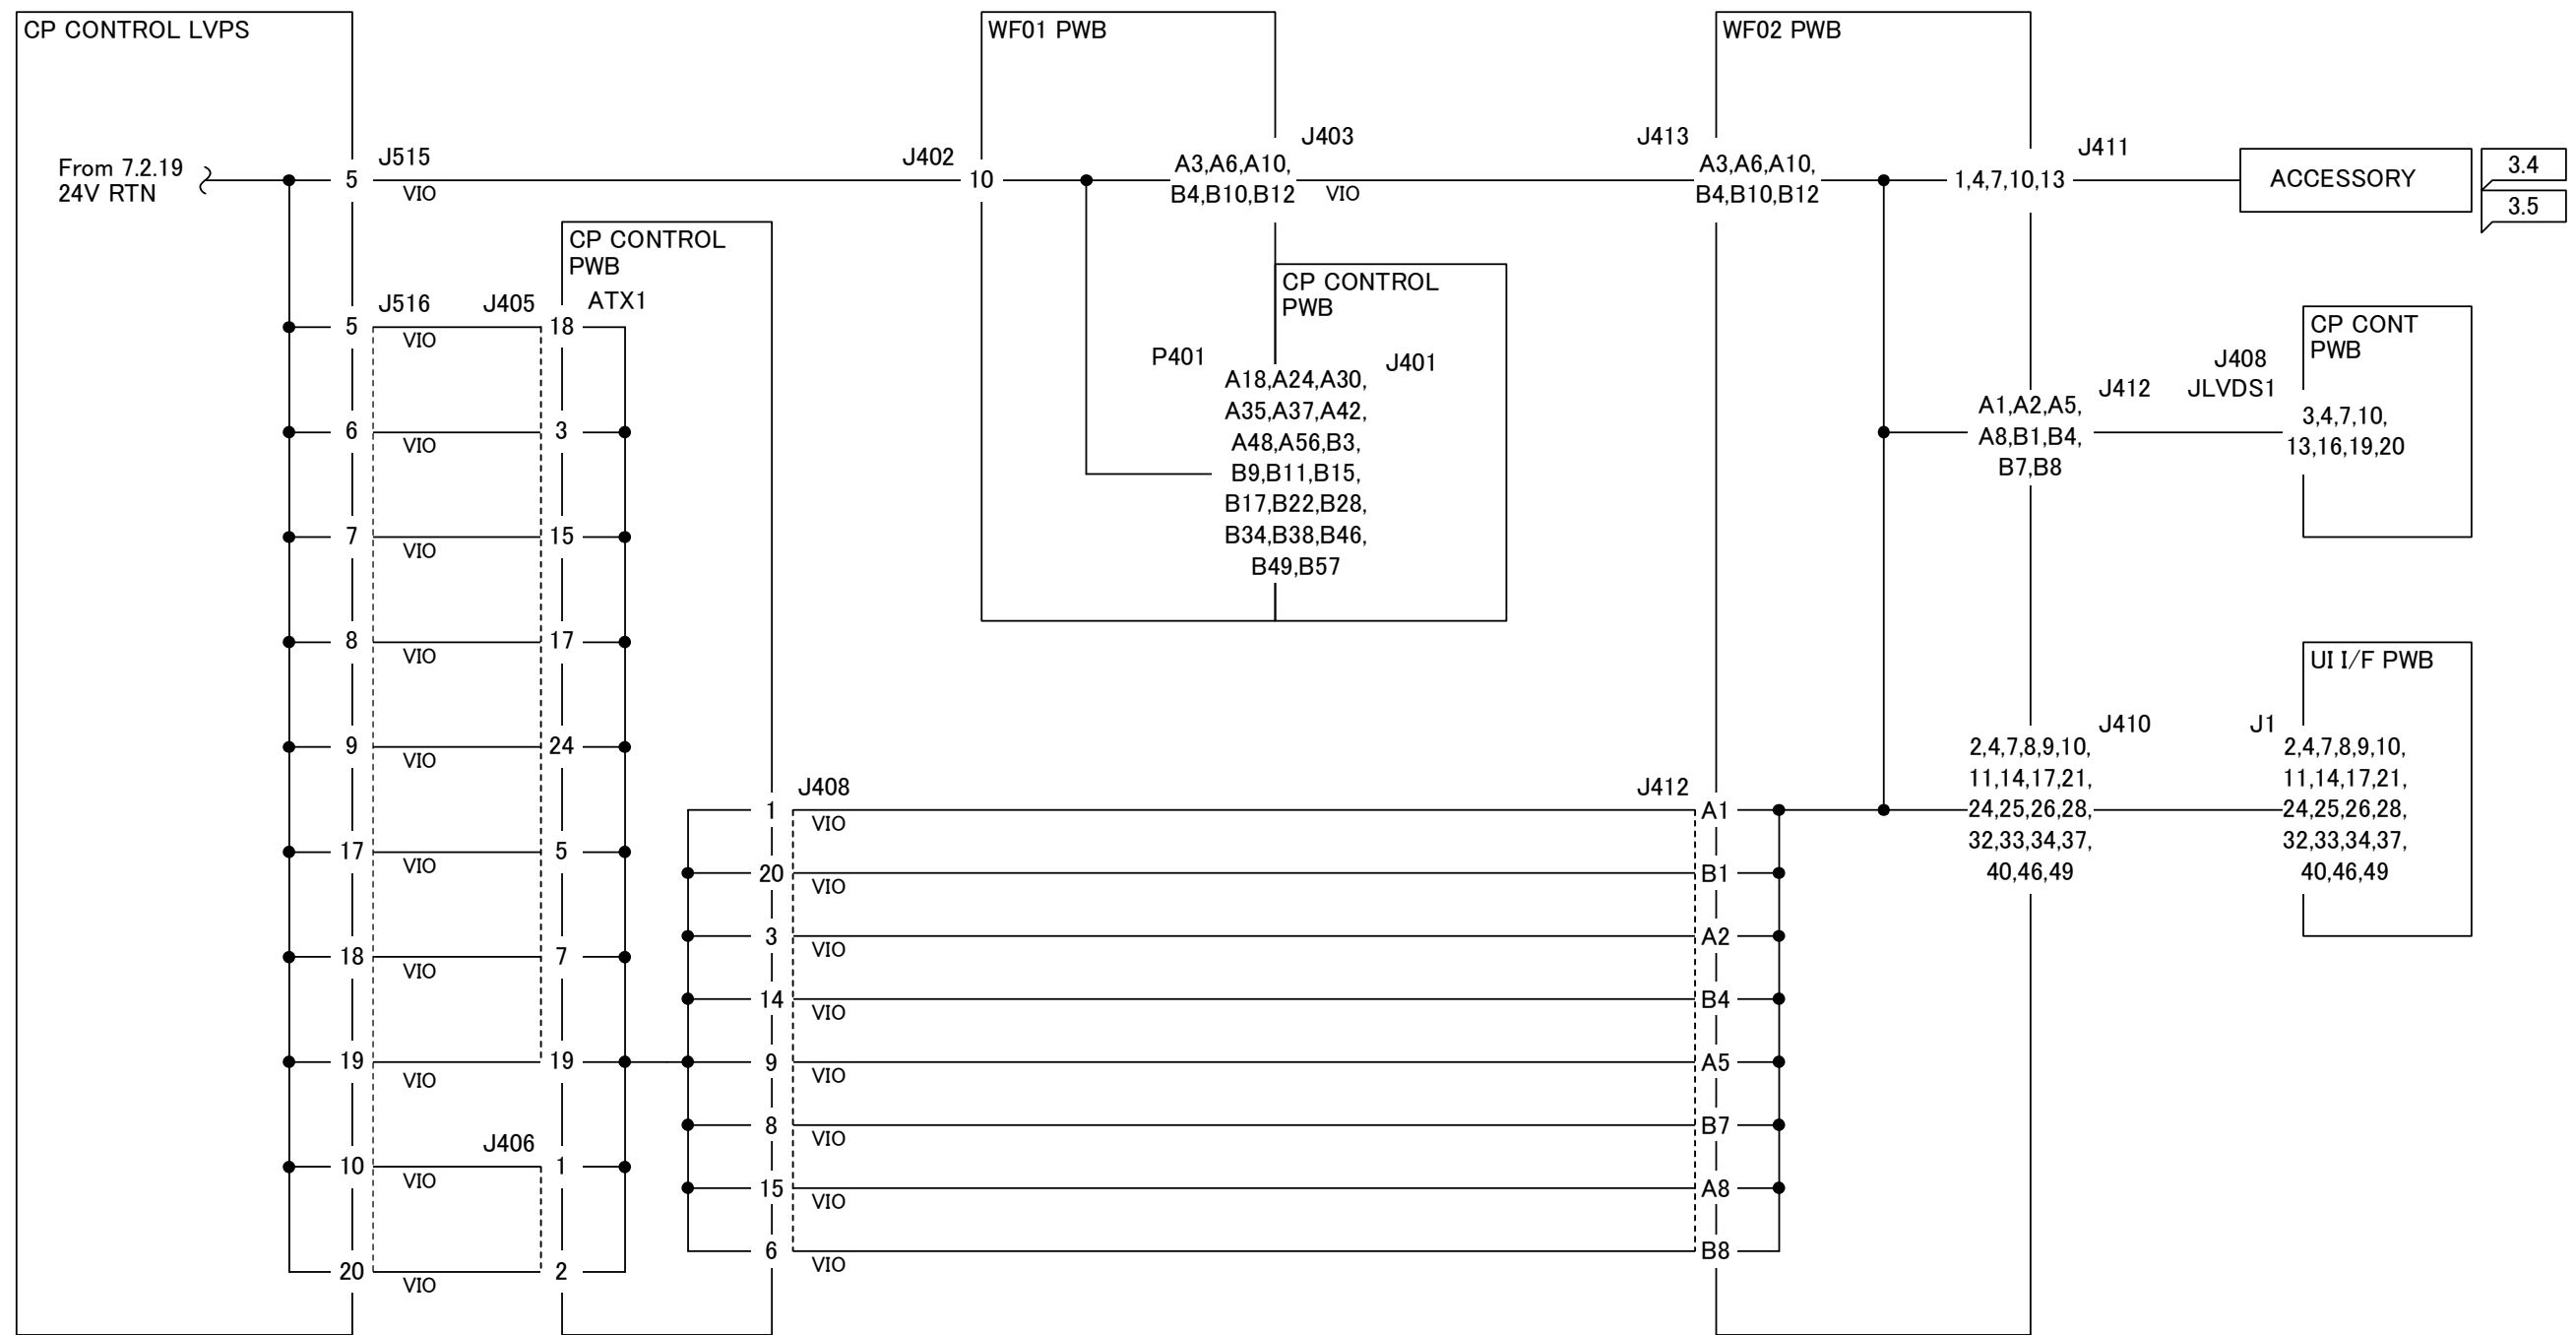 CP CONTROL LVPS
WF01 PWB
WF02 PWB
From 7.2.19
24V RTN
5
J515
VIO
J402
10
A3,A6,A10,
B4,B10,B12
J403
VIO
J413
A3,A6,A10,
B4,B10,B12
1,4,7,10,13
J411
ACCESSORY
3.4
3.5
CP CONTROL
PWB
ATX1
J516
J405
5
VIO
18
6
VIO
3
7
VIO
15
8
VIO
17
9
VIO
24
17
VIO
5
18
VIO
7
19
VIO
19
J406
10
VIO
1
20
VIO
2
CP CONTROL
PWB
P401
J401
A18,A24,A30,
A35,A37,A42,
A48,A56,B3,
B9,B11,B15,
B17,B22,B28,
B34,B38,B46,
B49,B57
A1,A2,A5,
A8,B1,B4,
B7,B8
J412
J408
JLVDS1
CP CONT
PWB
3,4,7,10,
13,16,19,20
UI I/F PWB
J410
J1
2,4,7,8,9,10,
11,14,17,21,
24,25,26,28,
32,33,34,37,
40,46,49
2,4,7,8,9,10,
11,14,17,21,
24,25,26,28,
32,33,34,37,
40,46,49
J408
J412
1
VIO
A1
20
VIO
B1
3
VIO
A2
14
VIO
B4
9
VIO
A5
8
VIO
B7
15
VIO
A8
6
VIO
B8